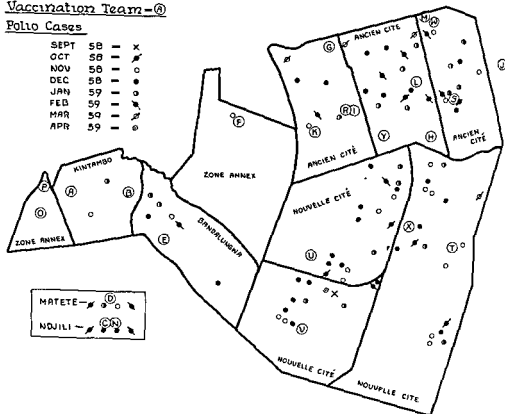 Vaccination Team - Ⓐ
Polio Cases
SEPT 58 — ×
OCT 58 —
NOV 58 — ○
DEC 58 — ●
JAN 59 —
FEB 59 —
MAR 59 —
APR 59 —
G
ANCIEN CITÉ
M W
J
F
L
S
K
R I
ANCIEN CITÉ
Y
H
ANCIEN CITÉ
KINTAMBO
ZONE ANNEX
P
A
B
NOUVELLE CITÉ
O
BANDALUNGWA
X
ZONE ANNEX
E
T
U
MATETE — D
NDJILI — C N
V
NOUVELLE CITÉ
NOUVELLE CITE